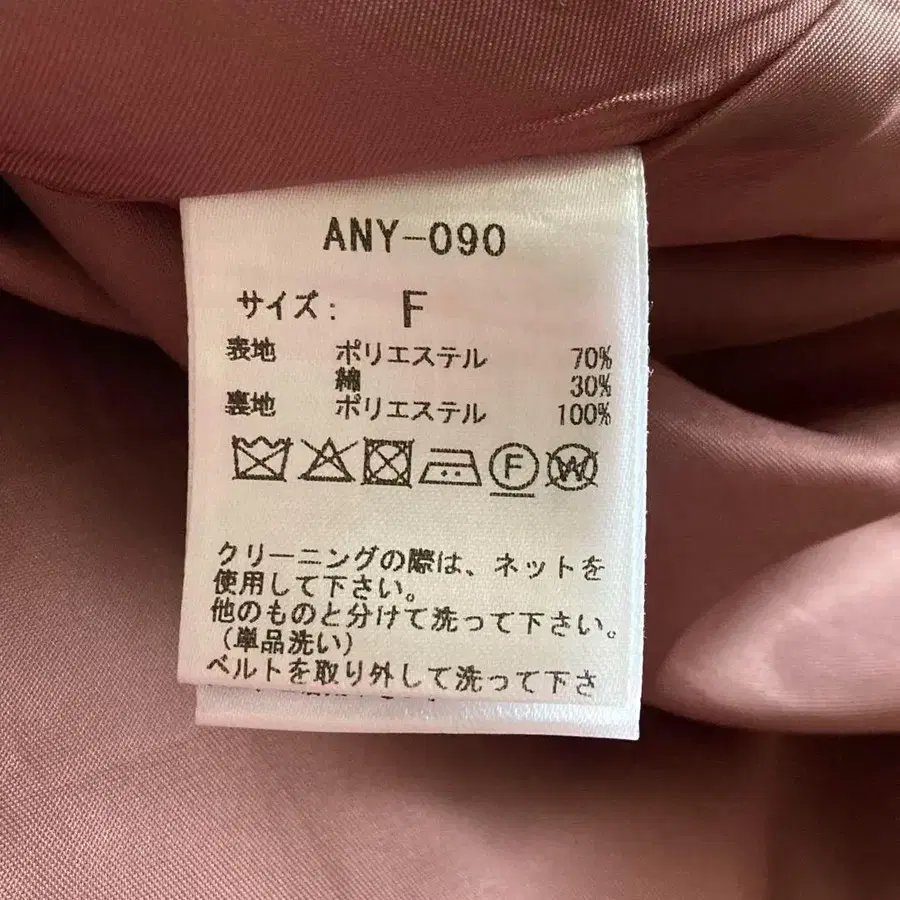 ANY-090
サイズ: F
表地 ポリエステル 70%
綿 30%
裏地 ポリエステル 100%
F W
クリーニングの際は、ネットを
使用して下さい。
他のものと分けて洗って下さい。
(単品洗い)
ベルトを取り外して洗って下さ